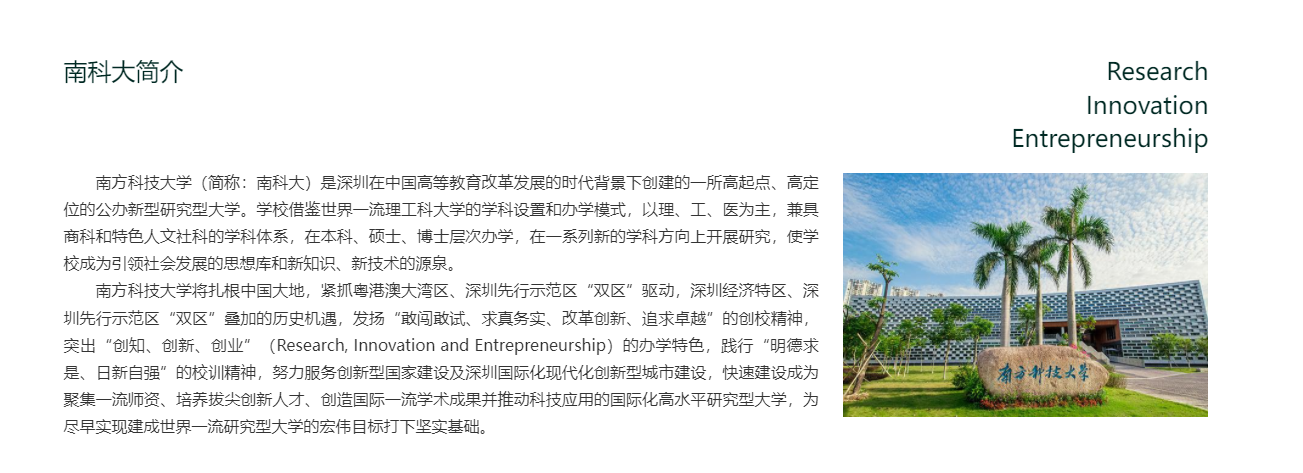 南科大简介
Research
Innovation
Entrepreneurship
南方科技大学（简称：南科大）是深圳在中国高等教育改革发展的时代背景下创建的一所高起点、高定
位的公办新型研究型大学。学校借鉴世界一流理工科大学的学科设置和办学模式，以理、工、医为主，兼具
商科和特色人文社科的学科体系，在本科、硕士、博士层次办学，在一系列新的学科方向上开展研究，使学
校成为引领社会发展的思想库和新知识、新技术的源泉。
南方科技大学将扎根中国大地，紧抓粤港澳大湾区、深圳先行示范区“双区”驱动，深圳经济特区、深
圳先行示范区“双区”叠加的历史机遇，发扬“敢闯敢试、求真务实、改革创新、追求卓越”的创校精神，
突出“创知、创新、创业”（Research, Innovation and Entrepreneurship）的办学特色，践行“明德求
是、日新自强”的校训精神，努力服务创新型国家建设及深圳国际化现代化创新型城市建设，快速建设成为
聚集一流师资、培养拔尖创新人才、创造国际一流学术成果并推动科技应用的国际化高水平研究型大学，为
尽早实现建成世界一流研究型大学的宏伟目标打下坚实基础。
南方科技大学